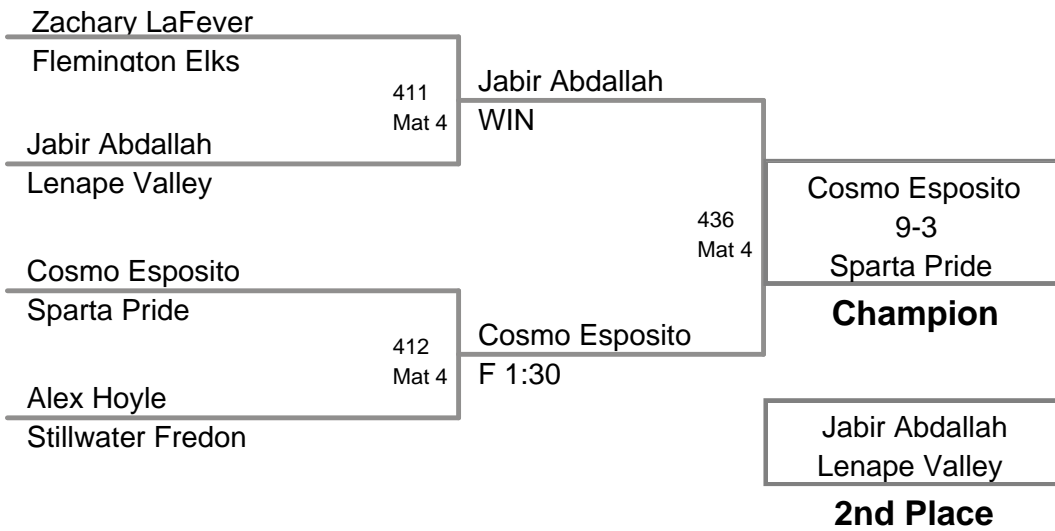 Zachary LaFever
Flemington Elks
411
Mat 4
Jabir Abdallah
WIN
Jabir Abdallah
Lenape Valley
436
Mat 4
Cosmo Esposito
9-3
Sparta Pride
Champion
Cosmo Esposito
Sparta Pride
412
Mat 4
Cosmo Esposito
F 1:30
Alex Hoyle
Stillwater Fredon
Jabir Abdallah
Lenape Valley
2nd Place